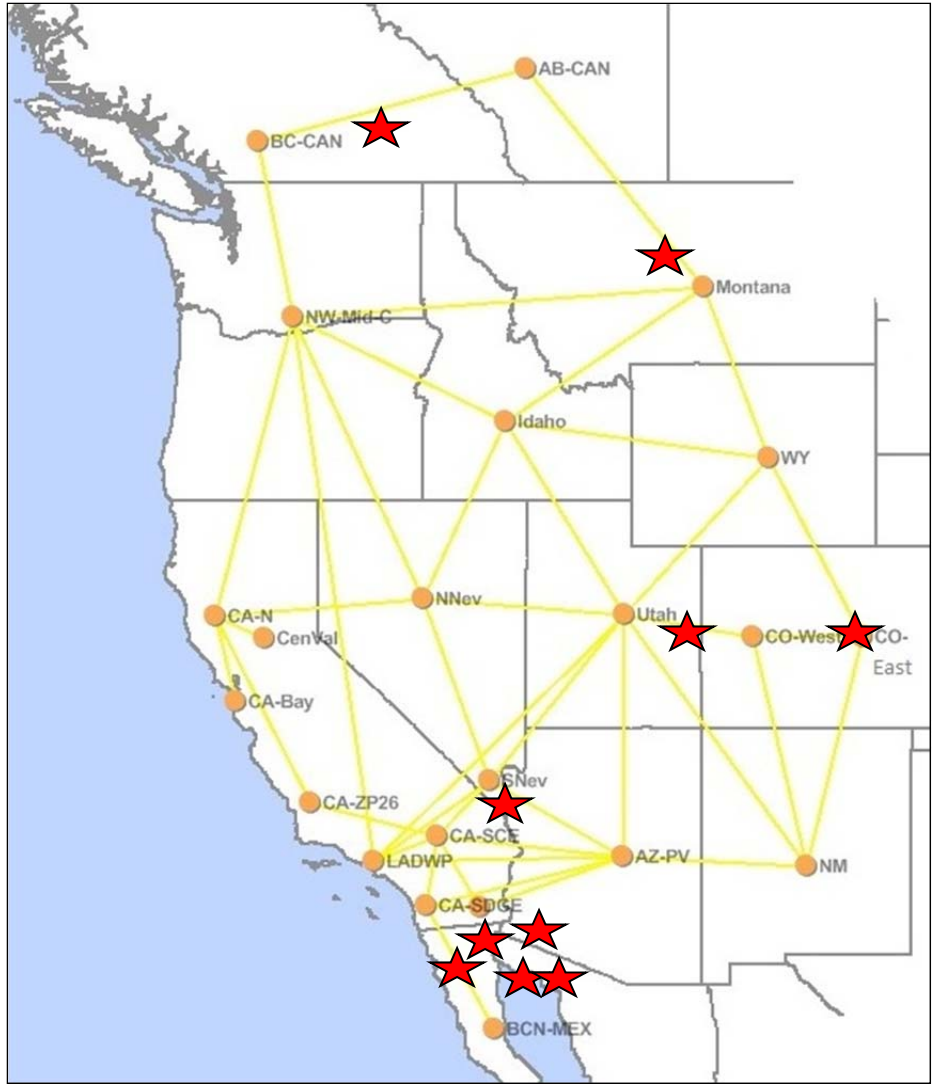 AB-CAN
BC-CAN
Montana
NW-Mid-C
Idaho
WY
NNev
Utah
CA-N
CenVal
CO-West
CO-
East
CA-Bay
SNev
CA-ZP26
CA-SCE
LADWP
AZ-PV
NM
CA-SDGE
BCN-MEX